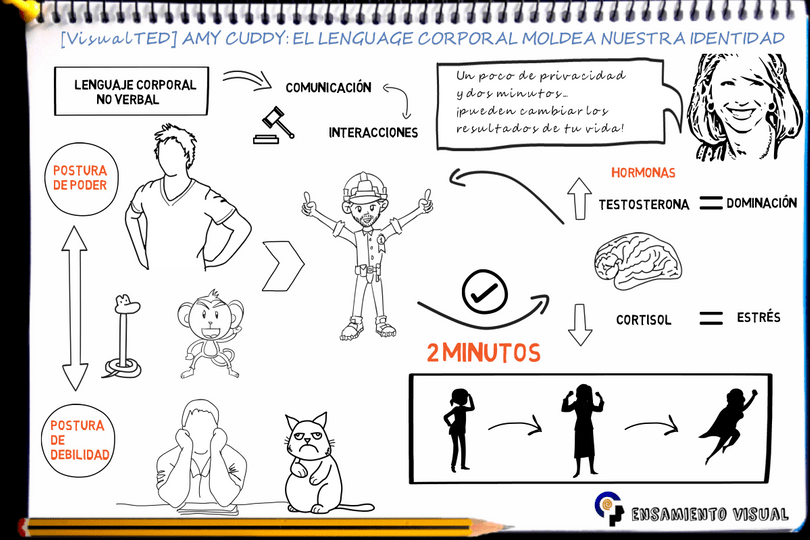 [VisualTED] AMY CUDDY: EL LENGUAGE CORPORAL MOLDEA NUESTRA IDENTIDAD
LENGUAJE CORPORAL
NO VERBAL
COMUNICACIÓN
INTERACCIONES
Un poco de privacidad
y dos minutos...
¡pueden cambiar los
resultados de tu vida!
POSTURA
DE PODER
HORMONAS
TESTOSTERONA = DOMINACIÓN
CORTISOL = ESTRÉS
2 MINUTOS
POSTURA
DE
DEBILIDAD
ENSAMIENTO VISUAL